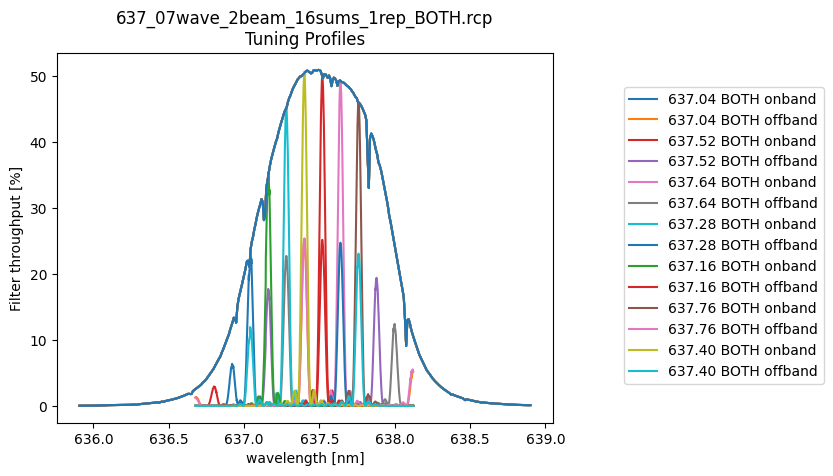 637_07wave_2beam_16sums_1rep_BOTH.rcp
Tuning Profiles
Filter throughput [%]
50
40
30
20
10
0
636.0
636.5
637.0
637.5
638.0
638.5
639.0
wavelength [nm]
637.04 BOTH onband
637.04 BOTH offband
637.52 BOTH onband
637.52 BOTH offband
637.64 BOTH onband
637.64 BOTH offband
637.28 BOTH onband
637.28 BOTH offband
637.16 BOTH onband
637.16 BOTH offband
637.76 BOTH onband
637.76 BOTH offband
637.40 BOTH onband
637.40 BOTH offband